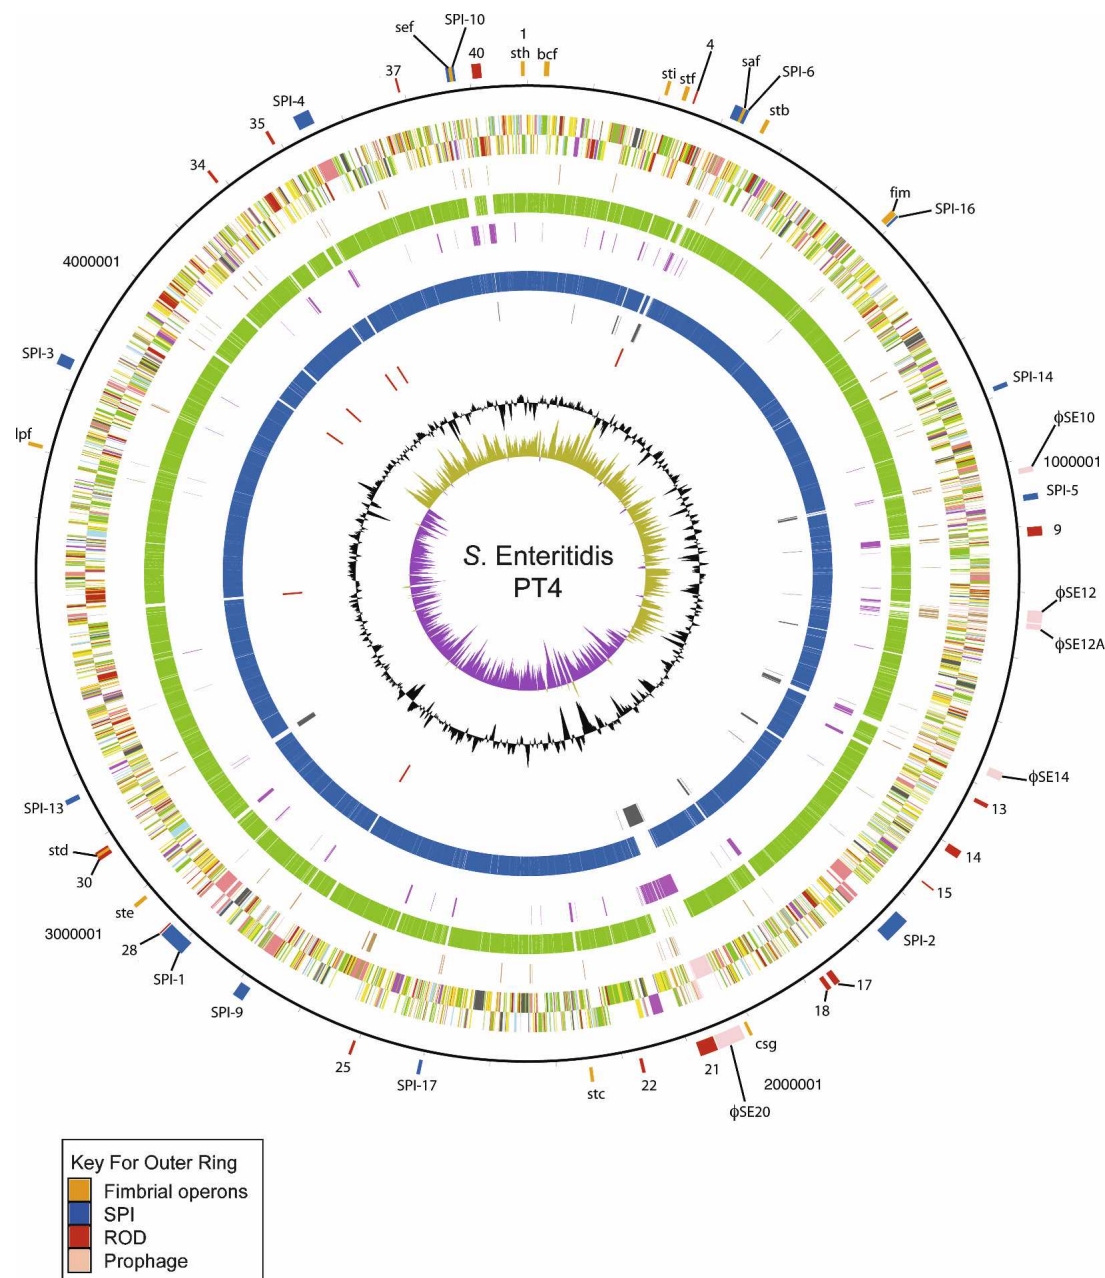 SPI-10
sef
1
40
sth
bcf
4
saf
37
sti
stf
SPI-6
SPI-4
stb
35
34
fim
SPI-16
4000001
SPI-3
SPI-14
ϕSE10
lpf
1000001
SPI-5
9
S. Enteritidis
PT4
ϕSE12
ϕSE12A
ϕSE14
SPI-13
13
std
14
30
15
ste
3000001
28
SPI-2
SPI-1
17
SPI-9
18
csg
25
21
SPI-17
22
2000001
stc
ϕSE20
Key For Outer Ring
Fimbrial operons
SPI
ROD
Prophage